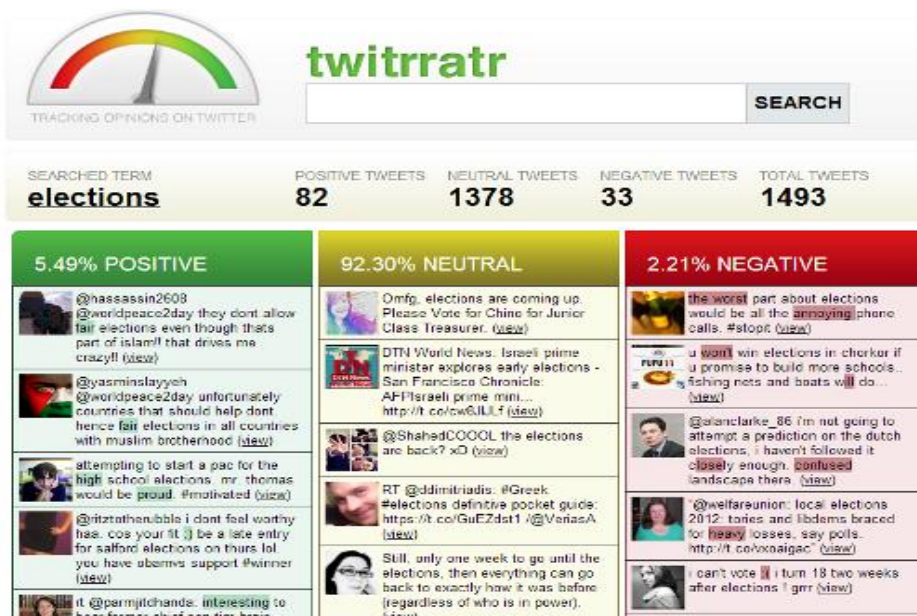 twitrratr
SEARCH
TRACKING OPINIONS ON TWITTER
SEARCHED TERM
elections
POSITIVE TWEETS
82
NEUTRAL TWEETS
1378
NEGATIVE TWEETS
33
TOTAL TWEETS
1493
5.49% POSITIVE
@hassassin2608
@worldpeace2day they dont allow
fair elections even though thats
part of islam!! that drives me
crazy!! (view)
@yasminslayyeh
@worldpeace2day unfortunately
countries that should help dont
hence fair elections in all countries
with muslim brotherhood (view)
attempting to start a pac for the
high school elections. mr. thomas
would be proud. #motivated (view)
@ritztotherubble i dont feel worthy
haa. cos your fit :) be a late entry
for salford elections on thurs lol.
you have obamvs support #winner
(view)
rt @parmjitchanda: interesting to
92.30% NEUTRAL
Omfg, elections are coming up.
Please Vote for Chino for Junior
Class Treasurer. (view)
DTN World News: Israeli prime
minister explores early elections -
San Francisco Chronicle:
AFPIsraeli prime mini...
(view)
@ShahedCOOOL the elections
are back? xD (view)
RT @ddimitriadis: #Greek
#elections definitive pocket guide:
https://t.co/GuEZdst1 /@VeriasA
(view)
Still, only one week to go until the
elections, then everything can go
back to exactly how it was before
(regardless of who is in power).
2.21% NEGATIVE
the worst part about elections
would be all the annoying phone
calls. #stopit (view)
u won't win elections in chorkor if
u promise to build more schools..
fishing nets and boats will do...
(view)
@alanclarke_86 i'm not going to
attempt a prediction on the dutch
elections, i haven't followed it
closely enough. confused
landscape there. (view)
"@welfareunion: local elections
2012: tories and libdems braced
for heavy losses, say polls.
http://t.co/vxoaigac" (view)
i can't vote :( i turn 18 two weeks
after elections ! grr (view)